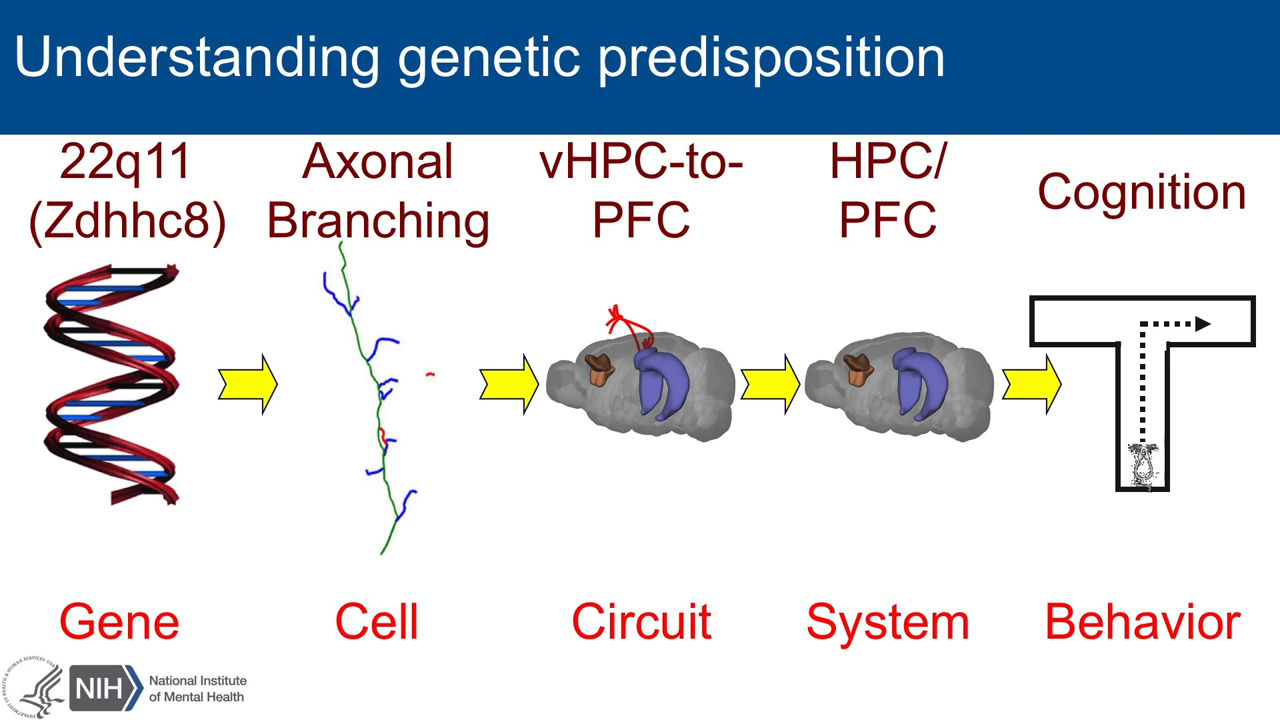 Understanding genetic predisposition
22q11
(Zdhhc8)
Axonal
Branching
vHPC-to-
PFC
HPC/
PFC
Cognition
Gene
Cell
Circuit
System
Behavior
NIH
National Institute
of Mental Health